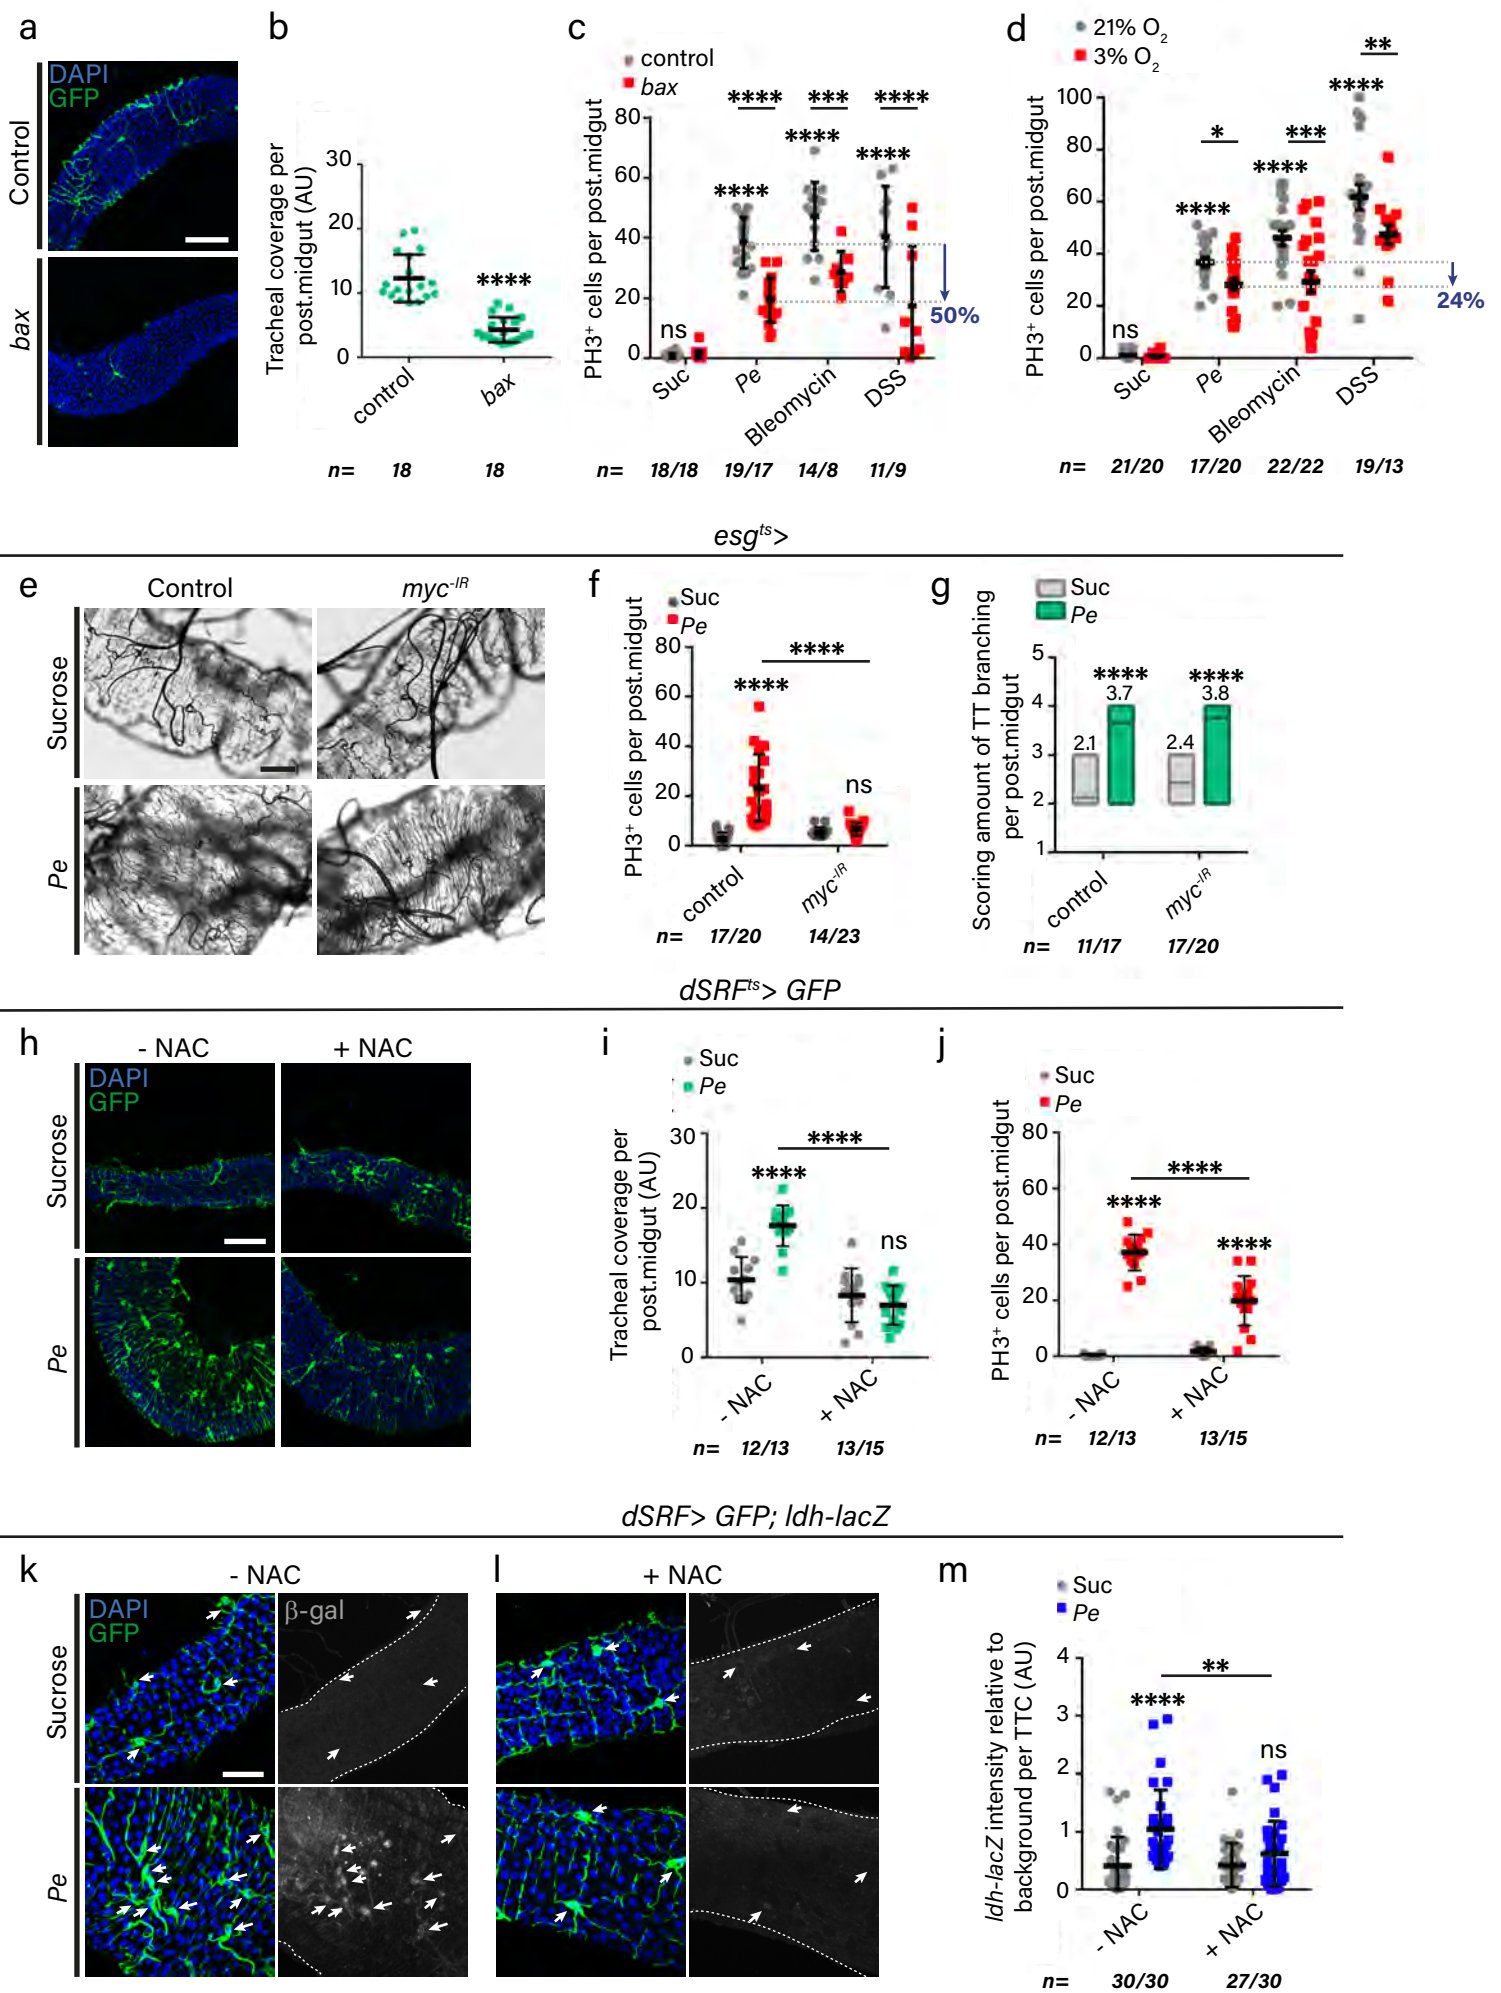 a
Control
DAPI
GFP
bax
b
Tracheal coverage per
post.midgut (AU)
30
20
10
0
****
control
bax
n= 18 18
c
control
bax
PH3+ cells per post.midgut
80
60
40
20
0
ns
****
****
****
****
***
****
50%
Suc
Pe
Bleomycin
DSS
n= 18/18 19/17 14/8 11/9
d
21% O2
3% O2
PH3+ cells per post.midgut
100
80
60
40
20
0
ns
****
*
****
***
****
**
24%
Suc
Pe
Bleomycin
DSS
n= 21/20 17/20 22/22 19/13
esgts>
e
Control
myc-IR
Sucrose
Pe
f
Suc
Pe
PH3+ cells per post.midgut
80
60
40
20
0
****
****
ns
control
myc-IR
n= 17/20 14/23
g
Suc
Pe
Scoring amount of TT branching
per post.midgut
5
4
3
2
1
2.1
****
3.7
2.4
****
3.8
control
myc-IR
n= 11/17 17/20
dSRFts> GFP
h
- NAC
+ NAC
DAPI
GFP
Sucrose
Pe
i
Suc
Pe
Tracheal coverage per
post.midgut (AU)
30
20
10
0
****
****
ns
- NAC
+ NAC
n= 12/13 13/15
j
Suc
Pe
PH3+ cells per post.midgut
80
60
40
20
0
****
****
****
- NAC
+ NAC
n= 12/13 13/15
dSRF> GFP; ldh-lacZ
k
- NAC
DAPI
GFP
β-gal
Sucrose
Pe
l
+ NAC
m
Suc
Pe
ldh-lacZ intensity relative to
background per TTC (AU)
4
3
2
1
0
****
**
ns
- NAC
+ NAC
n= 30/30 27/30